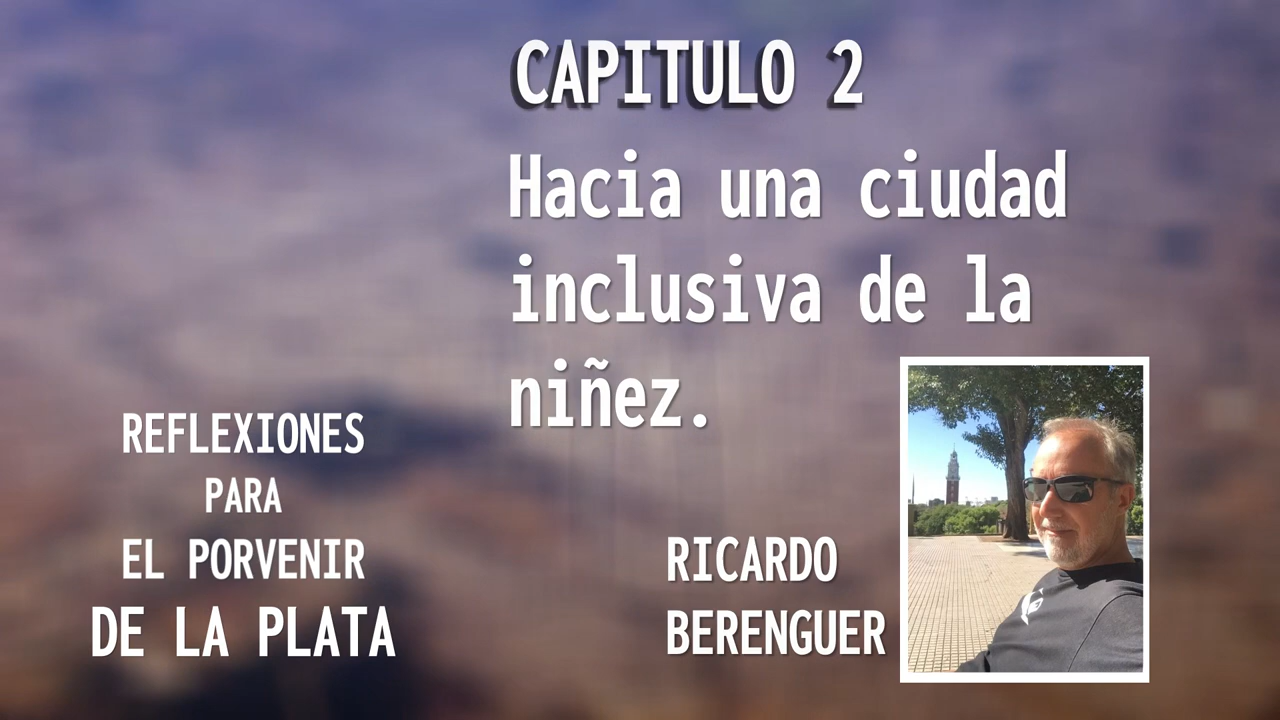 CAPITULO 2
Hacia una ciudad
inclusiva de la
niñez.
REFLEXIONES
PARA
EL PORVENIR
DE LA PLATA
RICARDO
BERENGUER